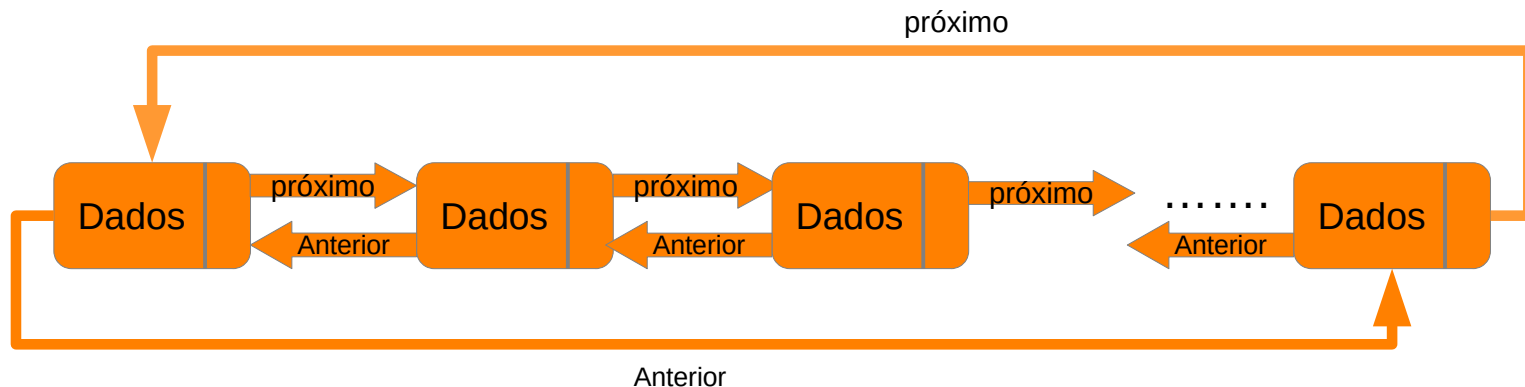 próximo
Dados
próximo
Anterior
Dados
próximo
Anterior
Dados
próximo
.......
Anterior
Dados
Anterior